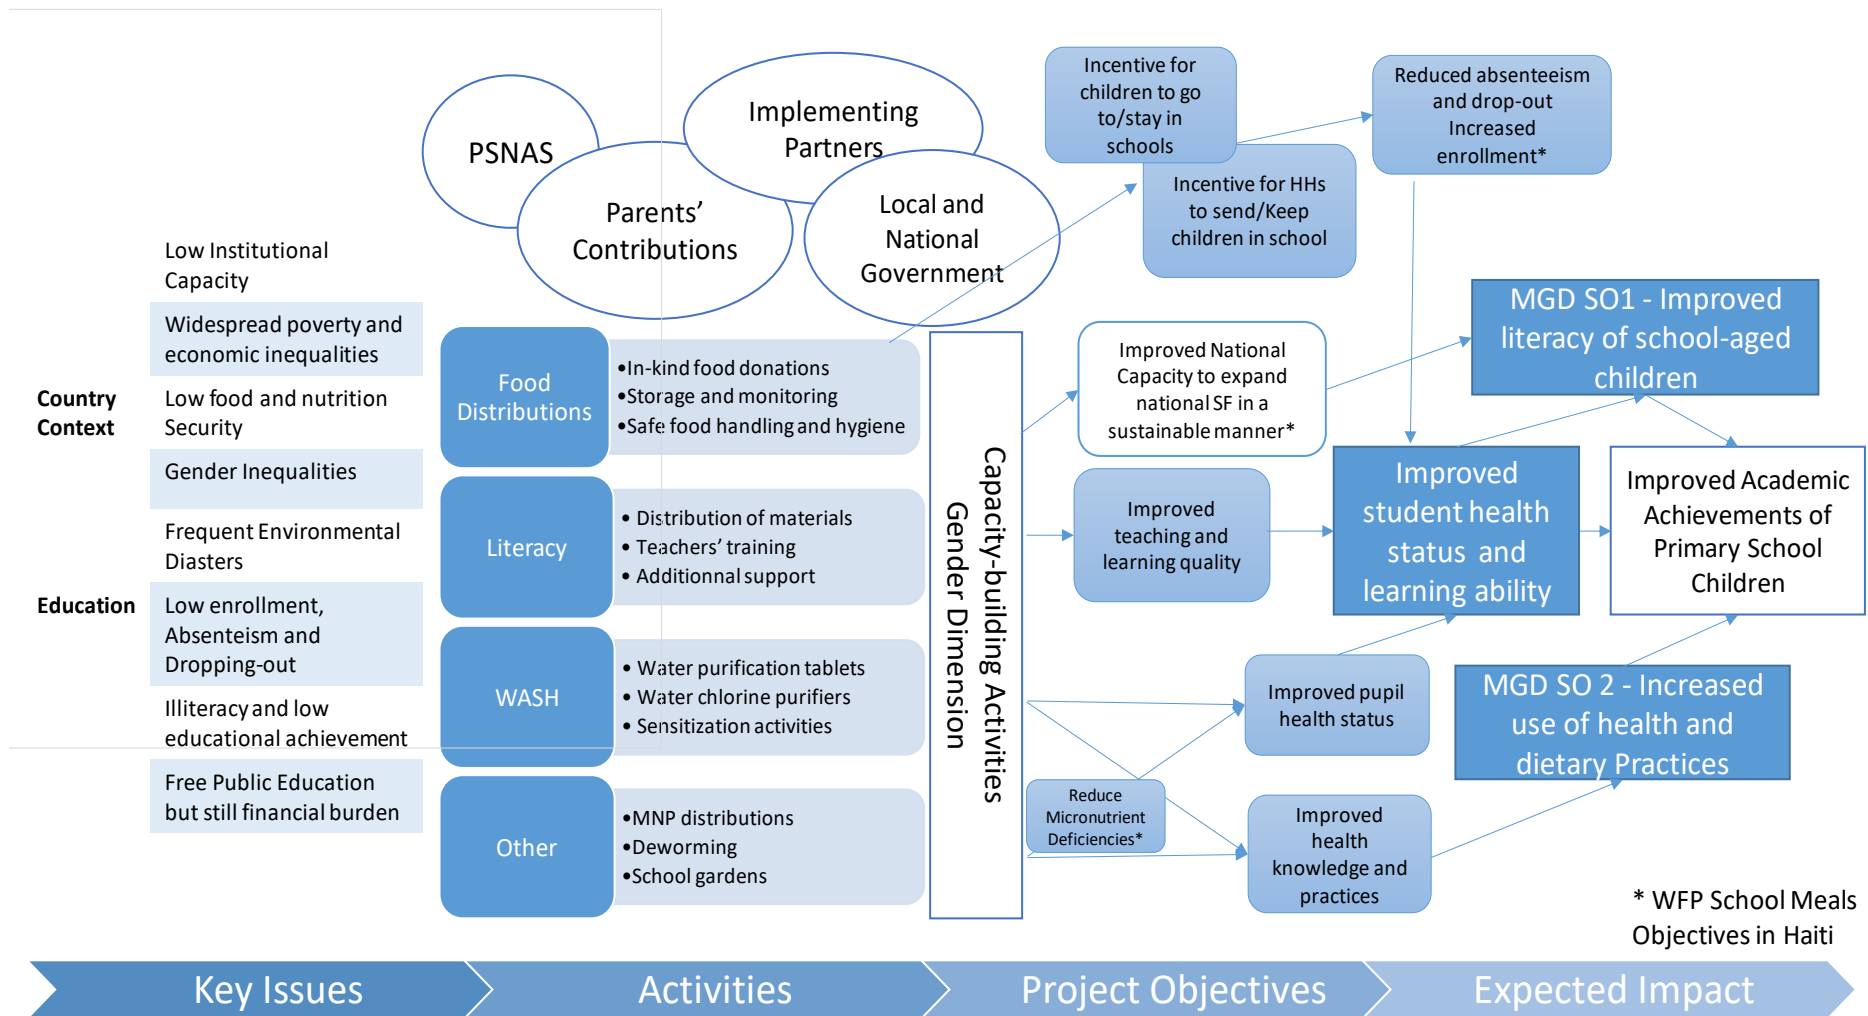 PSNAS
Implementing
Partners
Parents’
Contributions
Local and
National
Government
Country
Context
Education
Low Institutional
Capacity
Widespread poverty and
economic inequalities
Low food and nutrition
Security
Gender Inequalities
Frequent Environmental
Diasters
Low enrollment,
Absenteism and
Dropping-out
Illiteracy and low
educational achievement
Free Public Education
but still financial burden
Food
Distributions
•In-kind food donations
•Storage and monitoring
•Safe food handling and hygiene
Literacy
• Distribution of materials
• Teachers’ training
• Additionnal support
WASH
• Water purification tablets
• Water chlorine purifiers
• Sensitization activities
Other
•MNP distributions
•Deworming
•School gardens
Capacity-building Activities
Gender Dimension
Incentive for
children to go
to/stay in
schools
Incentive for HHs
to send/Keep
children in school
Reduced absenteeism
and drop-out
Increased
enrollment*
Improved National
Capacity to expand
national SF in a
sustainable manner*
Improved
teaching and
learning quality
Improved pupil
health status
Reduce
Micronutrient
Deficiencies*
Improved
health
knowledge and
practices
MGD SO1 - Improved
literacy of school-aged
children
Improved
student health
status and
learning ability
Improved Academic
Achievements of
Primary School
Children
MGD SO 2 - Increased
use of health and
dietary Practices
* WFP School Meals
Objectives in Haiti
Key Issues
Activities
Project Objectives
Expected Impact